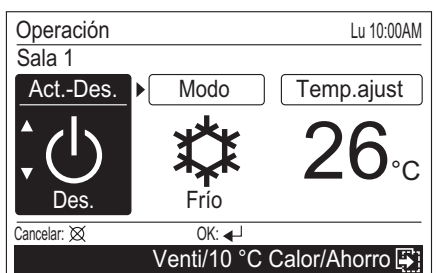 Operación Lu 10:00AM
Sala 1
Act.-Des. Modo Temp.ajust
26°C
Des. Frío
Cancelar: OK:
Venti/10 °C Calor/Ahorro